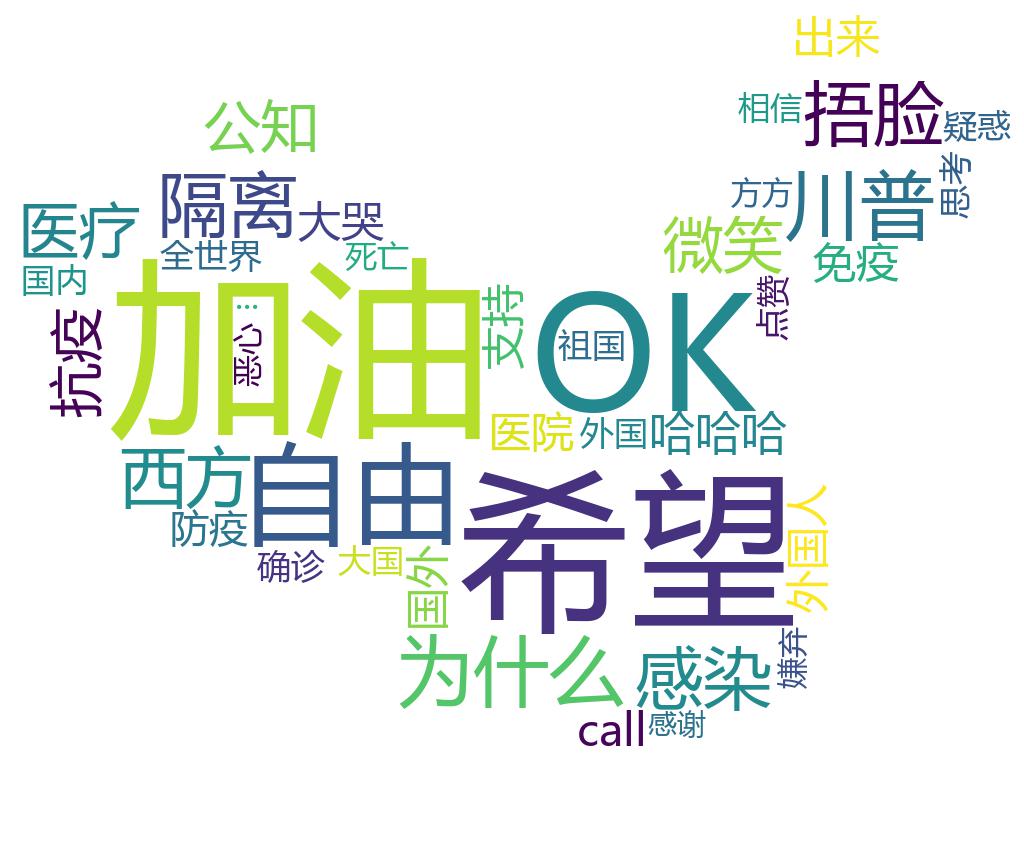 出来
相信
捂脸
疑惑
公知
思考
隔离
川普
方方
医疗
大哭
微笑
全世界
死亡
免疫
国内
加油
OK
支持
点赞
…
恶心
祖国
抗疫
医院
外国
哈哈哈
西方
自由
希望
防疫
外国人
确诊
大国
国外
为什么
感染
嫌弃
call
感谢